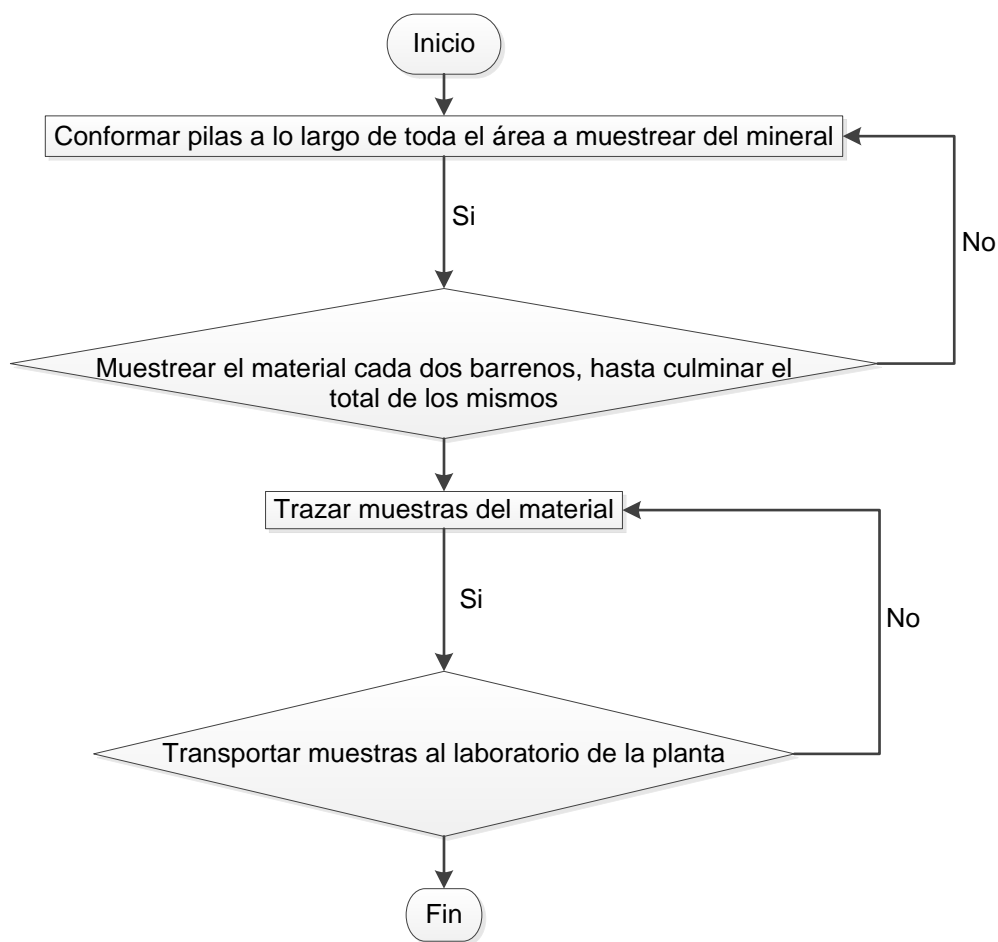 Inicio
Conformar pilas a lo largo de toda el área a muestrear del mineral
Si
No
Muestrear el material cada dos barrenos, hasta culminar el
total de los mismos
Trazar muestras del material
Si
No
Transportar muestras al laboratorio de la planta
Fin